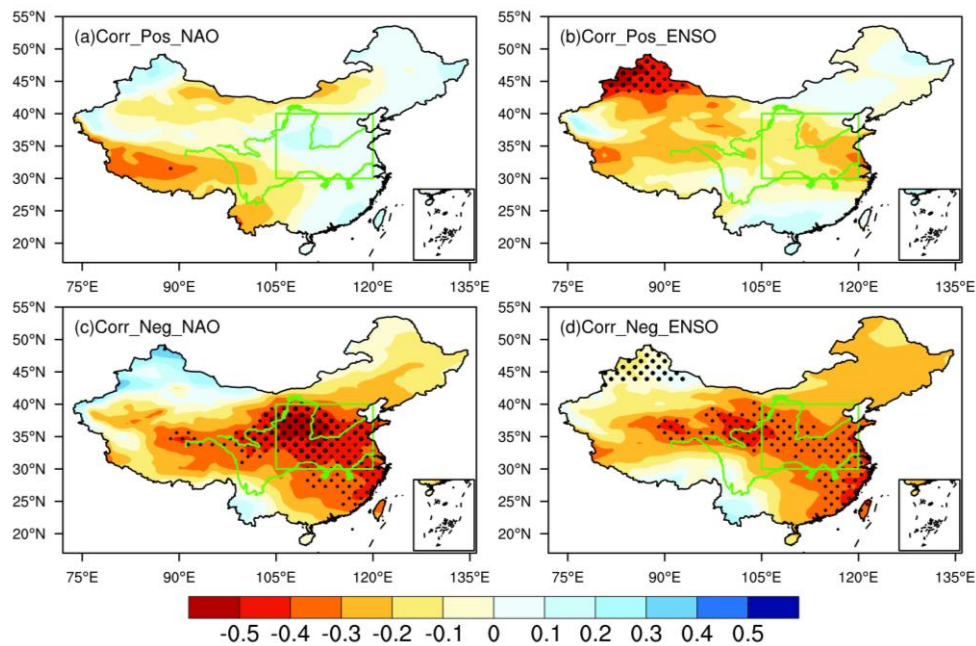 55°N
50°N
45°N
40°N
35°N
30°N
25°N
20°N
(a)Corr_Pos_NAO
75°E 90°E 105°E 120°E 135°E
55°N
50°N
45°N
40°N
35°N
30°N
25°N
20°N
(b)Corr_Pos_ENSO
75°E 90°E 105°E 120°E 135°E
55°N
50°N
45°N
40°N
35°N
30°N
25°N
20°N
(c)Corr_Neg_NAO
75°E 90°E 105°E 120°E 135°E
55°N
50°N
45°N
40°N
35°N
30°N
25°N
20°N
(d)Corr_Neg_ENSO
75°E 90°E 105°E 120°E 135°E
-0.5 -0.4 -0.3 -0.2 -0.1 0 0.1 0.2 0.3 0.4 0.5